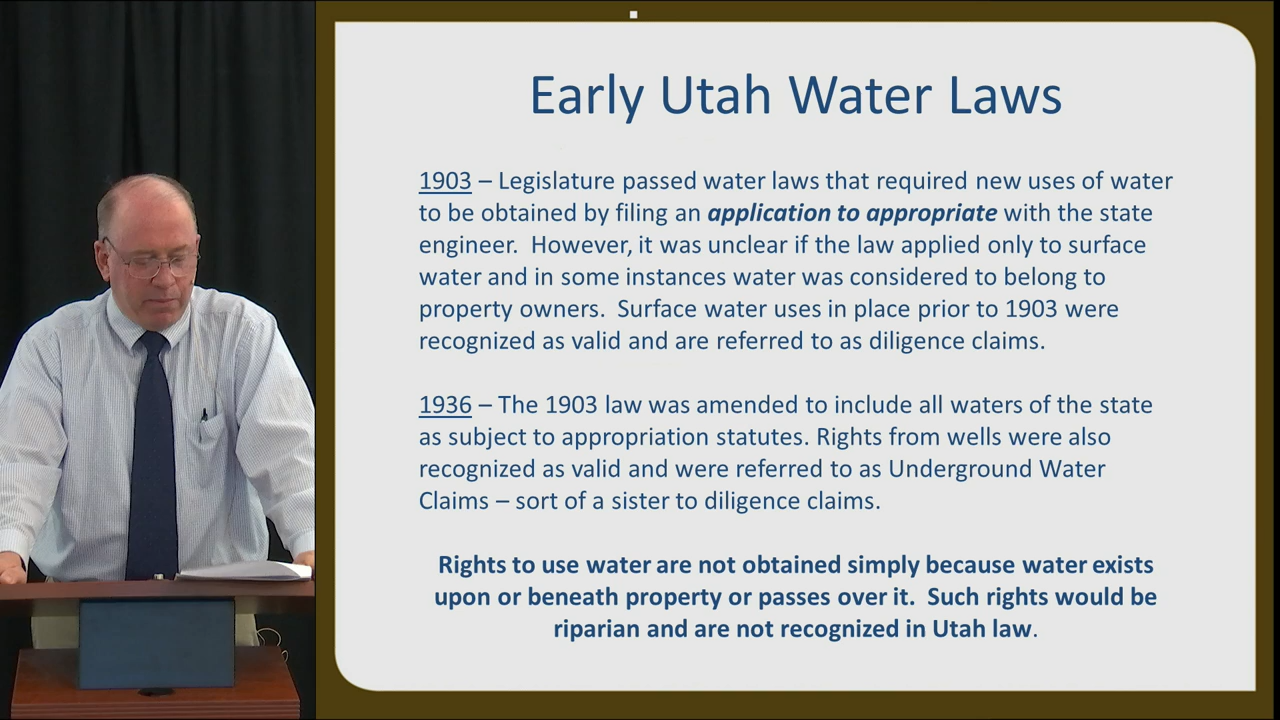 Early Utah Water Laws
1903 – Legislature passed water laws that required new uses of water
to be obtained by filing an application to appropriate with the state
engineer.  However, it was unclear if the law applied only to surface
water and in some instances water was considered to belong to
property owners.  Surface water uses in place prior to 1903 were
recognized as valid and are referred to as diligence claims.
1936 – The 1903 law was amended to include all waters of the state
as subject to appropriation statutes. Rights from wells were also
recognized as valid and were referred to as Underground Water
Claims – sort of a sister to diligence claims.
Rights to use water are not obtained simply because water exists
upon or beneath property or passes over it.  Such rights would be
riparian and are not recognized in Utah law.